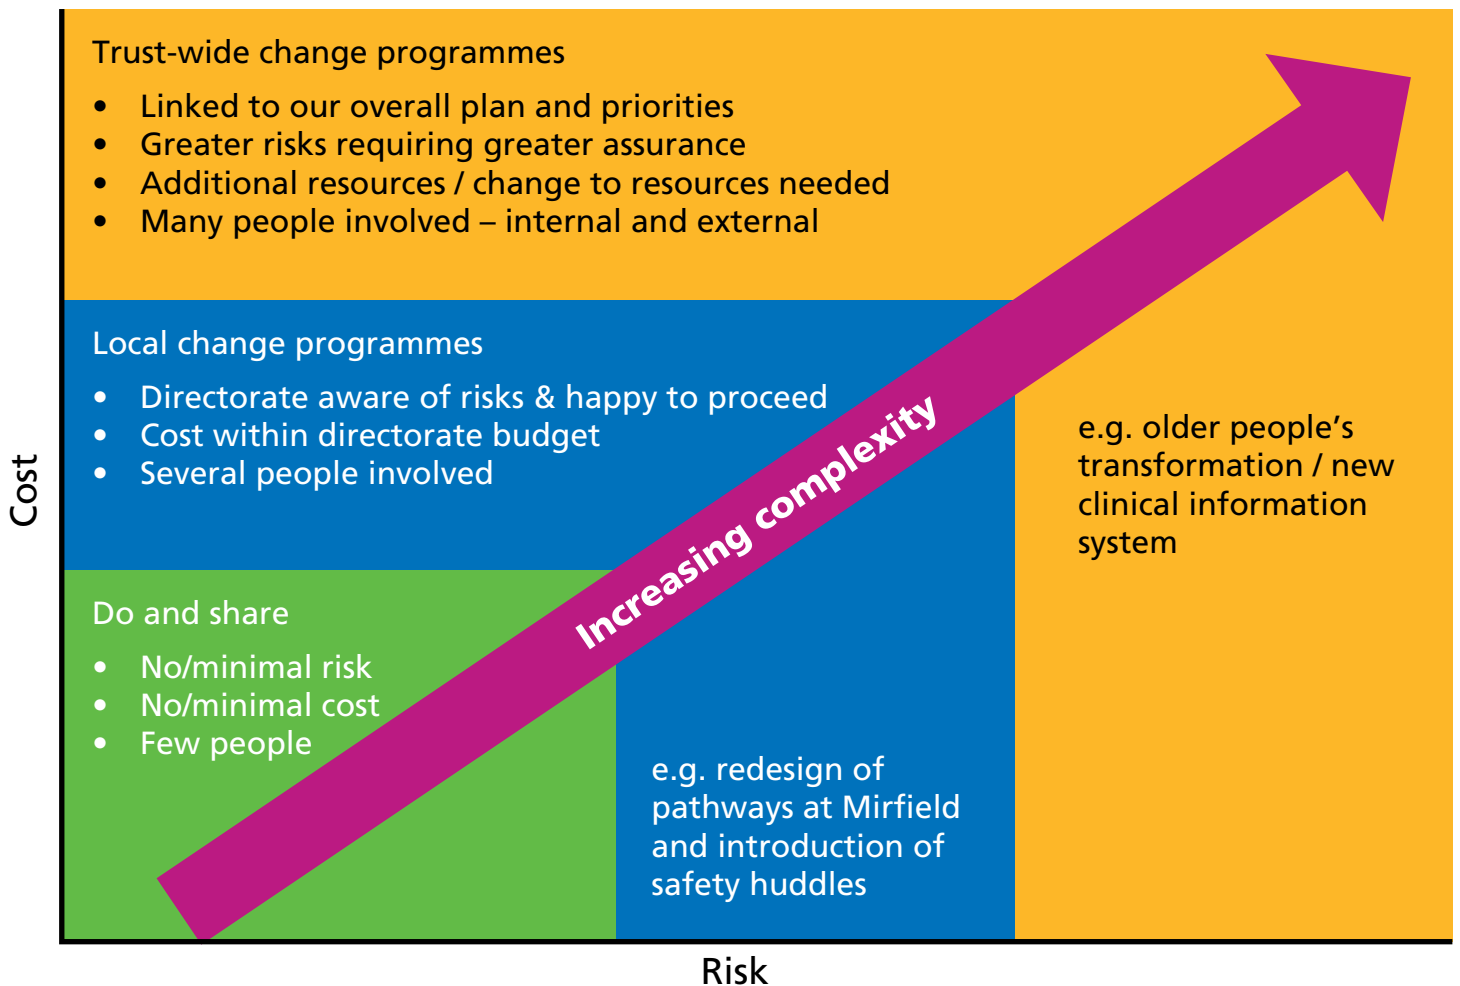 Trust-wide change programmes
• Linked to our overall plan and priorities
• Greater risks requiring greater assurance
• Additional resources / change to resources needed
• Many people involved – internal and external
Local change programmes
• Directorate aware of risks & happy to proceed
• Cost within directorate budget
• Several people involved
Do and share
• No/minimal risk
• No/minimal cost
• Few people
Increasing complexity
e.g. older people’s
transformation / new
clinical information
system
e.g. redesign of
pathways at Mirfield
and introduction of
safety huddles
Cost
Risk